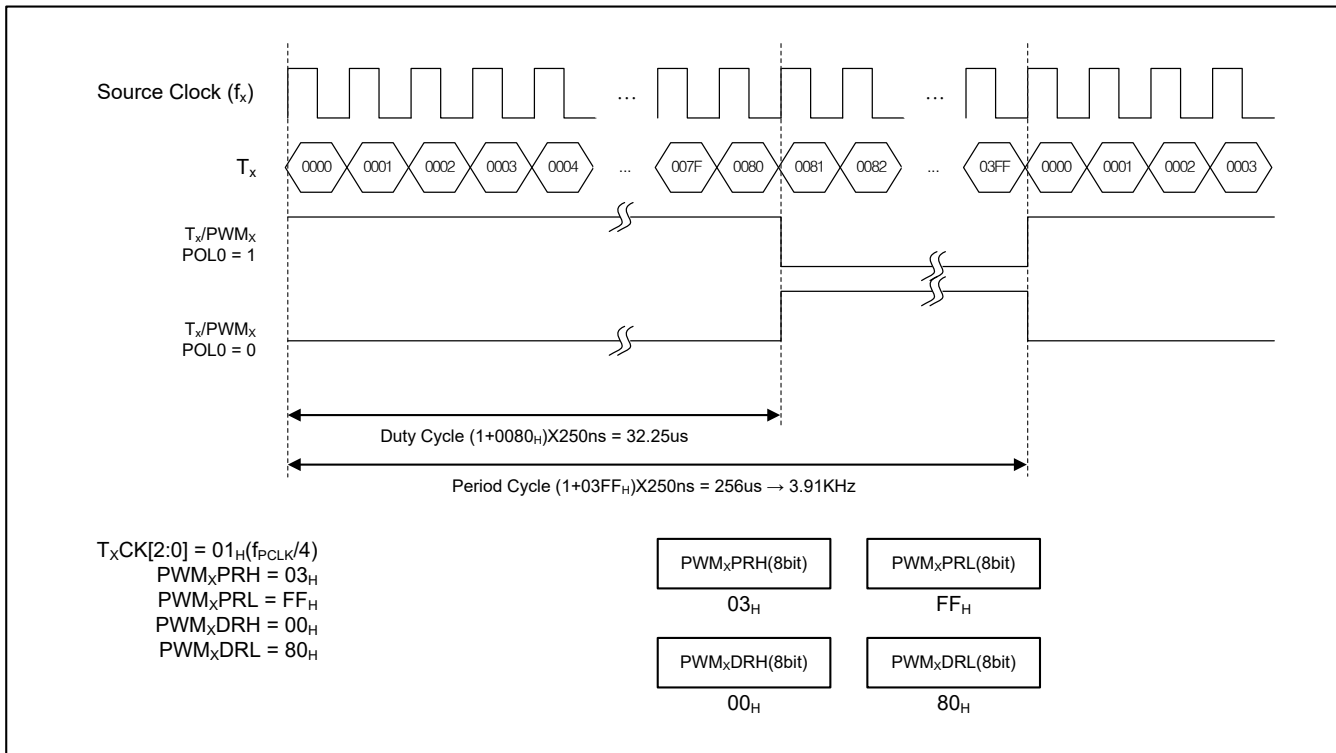 Source Clock (fx)
... ...
Tx
0000 0001 0002 0003 0004 ... 007F 0080 0081 0082 ... 03FF 0000 0001 0002 0003
Tx/PWMX
POL0 = 1
Tx/PWMX
POL0 = 0
Duty Cycle (1+0080H)X250ns = 32.25us
Period Cycle (1+03FFH)X250ns = 256us → 3.91KHz
TXCK[2:0] = 01H(fPCLK/4)
PWMXPRH = 03H
PWMXPRL = FFH
PWMXDRH = 00H
PWMXDRL = 80H
PWMXPRH(8bit) PWMXPRL(8bit)
03H FFH
PWMXDRH(8bit) PWMXDRL(8bit)
00H 80H